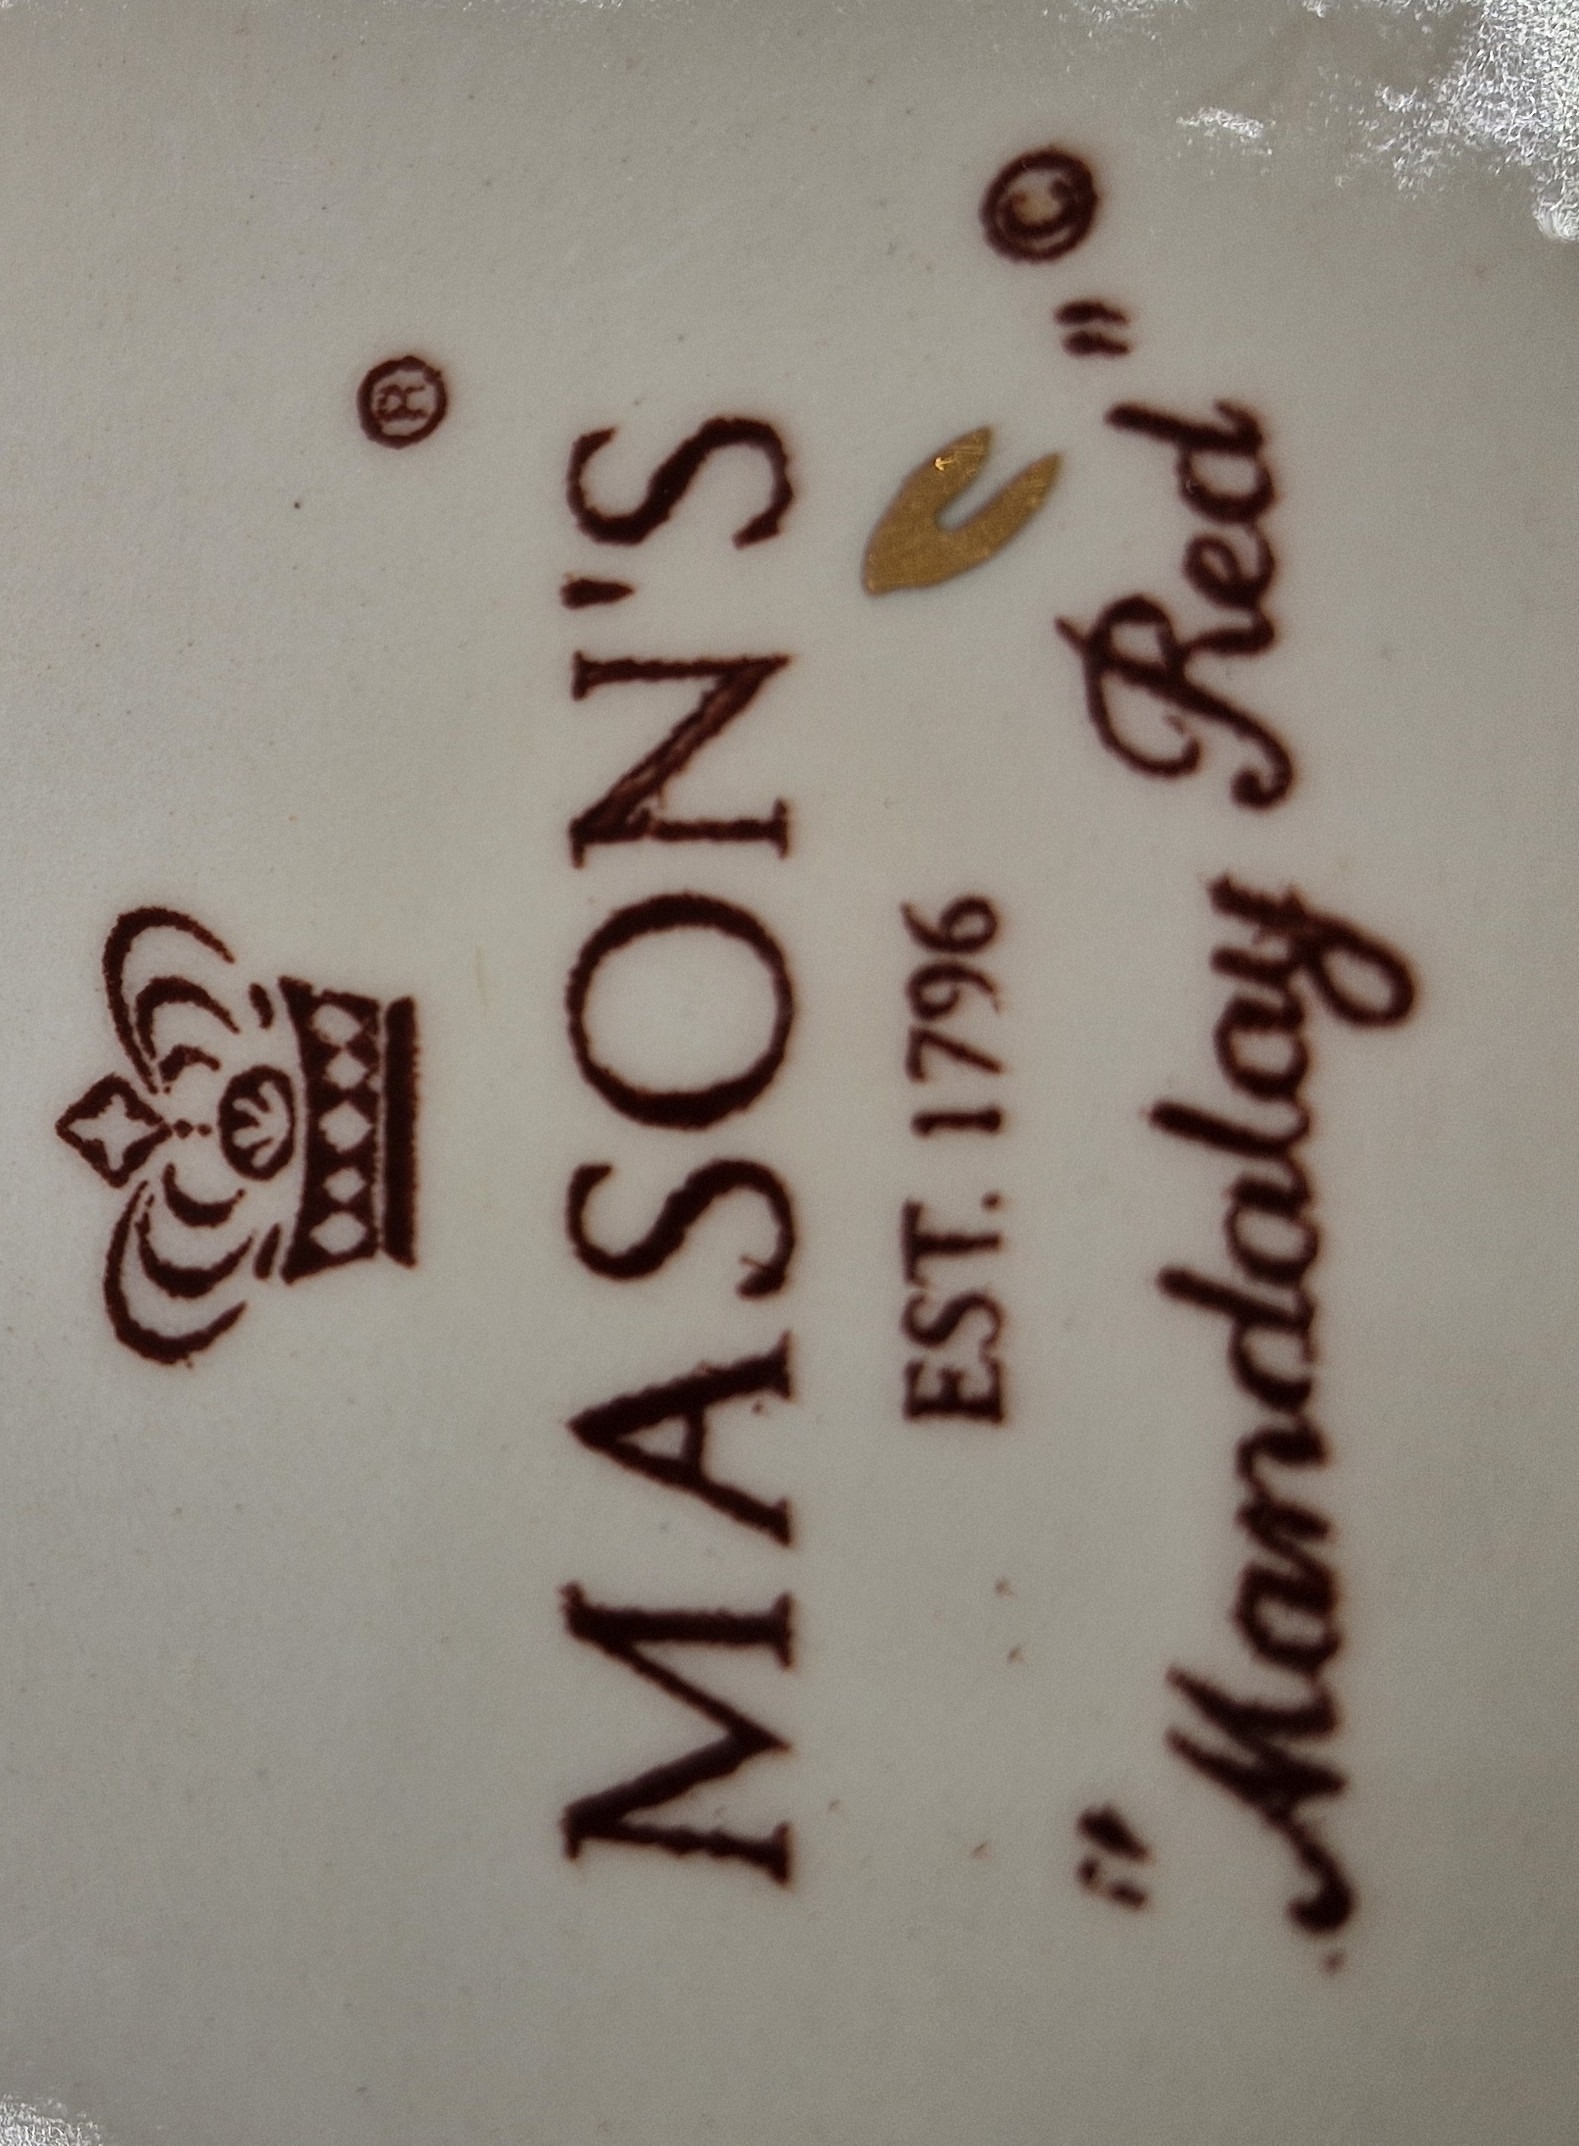 ®
MASON'S
EST. 1796
"Mandalay Red" ©